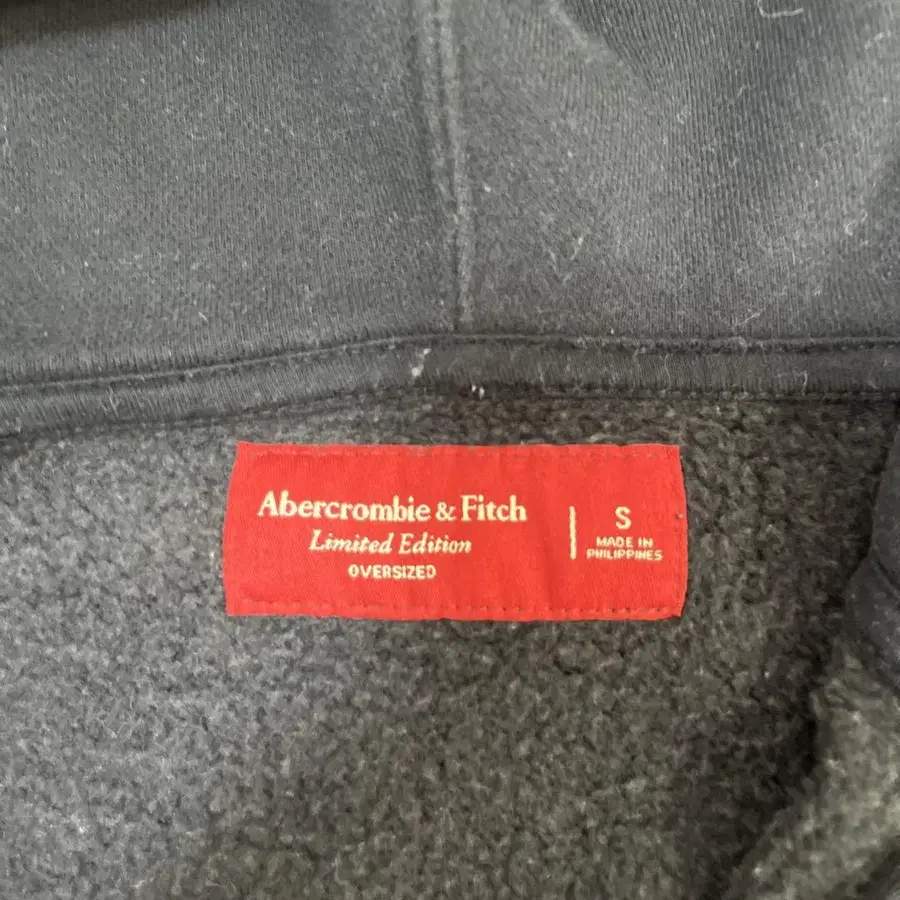 Abercrombie & Fitch
Limited Edition
OVERSIZED
S
MADE IN
PHILIPPINES